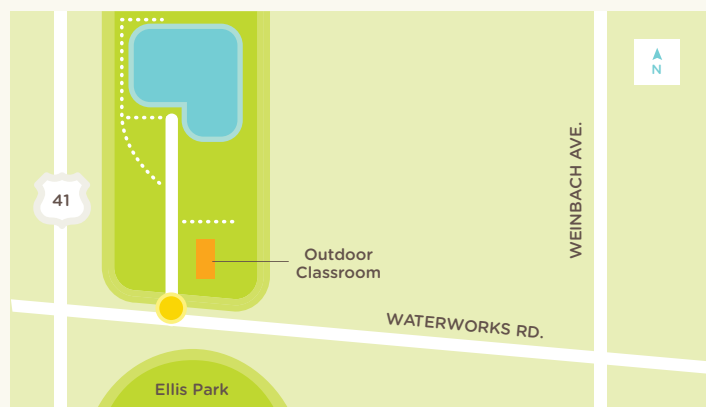 N
WEINBACH AVE.
41
Outdoor
Classroom
WATERWORKS RD.
Ellis Park